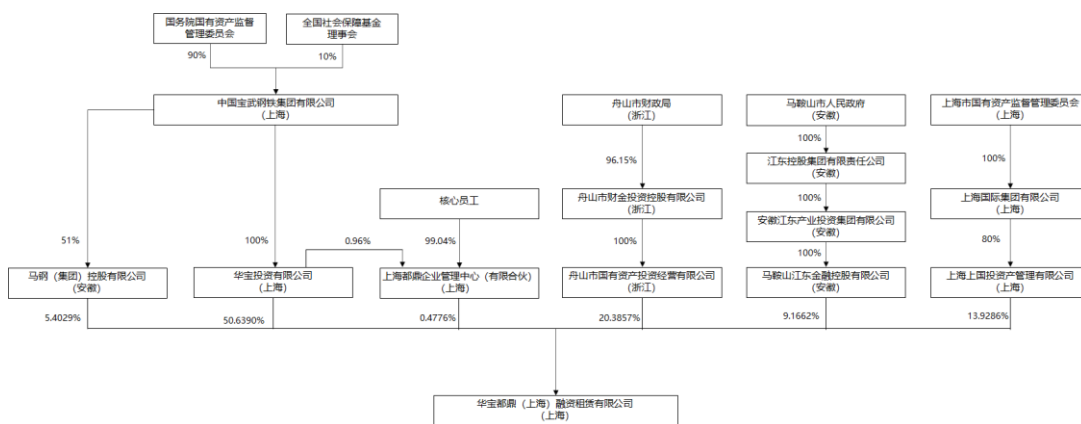 国务院国有资产监督
管理委员会
全国社会保障基金
理事会
90%
10%
中国宝武钢铁集团有限公司
(上海)
舟山市财政局
(浙江)
马鞍山市人民政府
(安徽)
上海市国有资产监督管理委员会
(上海)
100%
96.15%
江东控股集团有限责任公司
(安徽)
100%
100%
核心员工
舟山市财金投资控股有限公司
(浙江)
安徽江东产业投资集团有限公司
(安徽)
上海国际集团有限公司
(上海)
51%
100%
0.96%
99.04%
100%
100%
80%
马钢（集团）控股有限公司
(安徽)
华宝投资有限公司
(上海)
上海都鼎企业管理中心（有限合伙）
(上海)
舟山市国有资产投资经营有限公司
(浙江)
马鞍山江东金融控股有限公司
(安徽)
上海上国投资产管理有限公司
(上海)
5.4029%
50.6390%
0.4776%
20.3857%
9.1662%
13.9286%
华宝都鼎（上海）融资租赁有限公司
(上海)